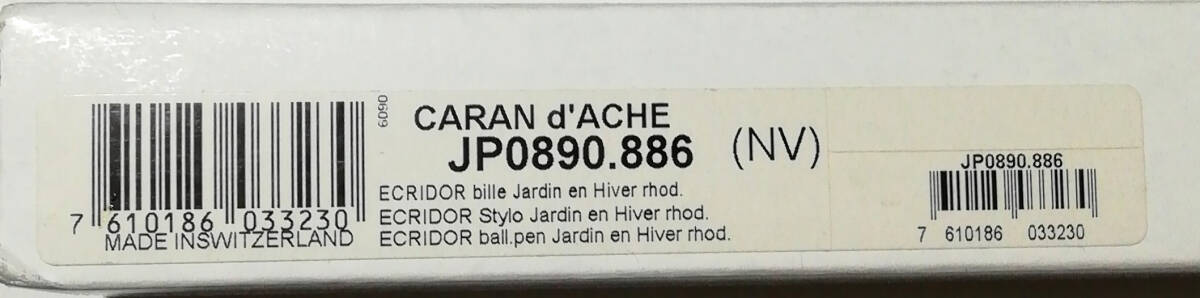 7 610186 033230
MADE INSWITZERLAND
6090
CARAN d'ACHE
JP0890.886 (NV)
ECRIDOR bille Jardin en Hiver rhod.
ECRIDOR Stylo Jardin en Hiver rhod.
ECRIDOR ball.pen Jardin en Hiver rhod.
JP0890.886
7 610186 033230